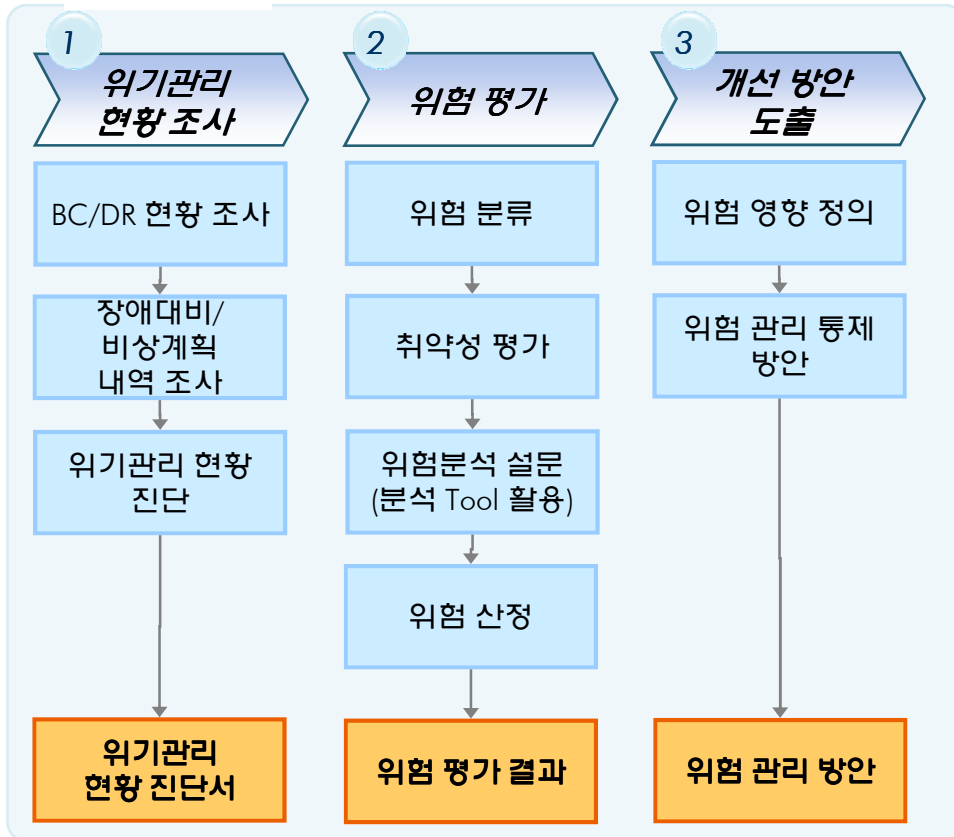 1
위기관리
현황 조사
BC/DR 현황 조사
장애대비/
비상계획
내역 조사
위기관리 현황
진단
위기관리
현황 진단서
2
위험 평가
위험 분류
취약성 평가
위험분석 설문
(분석 Tool 활용)
위험 산정
위험 평가 결과
3
개선 방안
도출
위험 영향 정의
위험 관리 통제
방안
위험 관리 방안